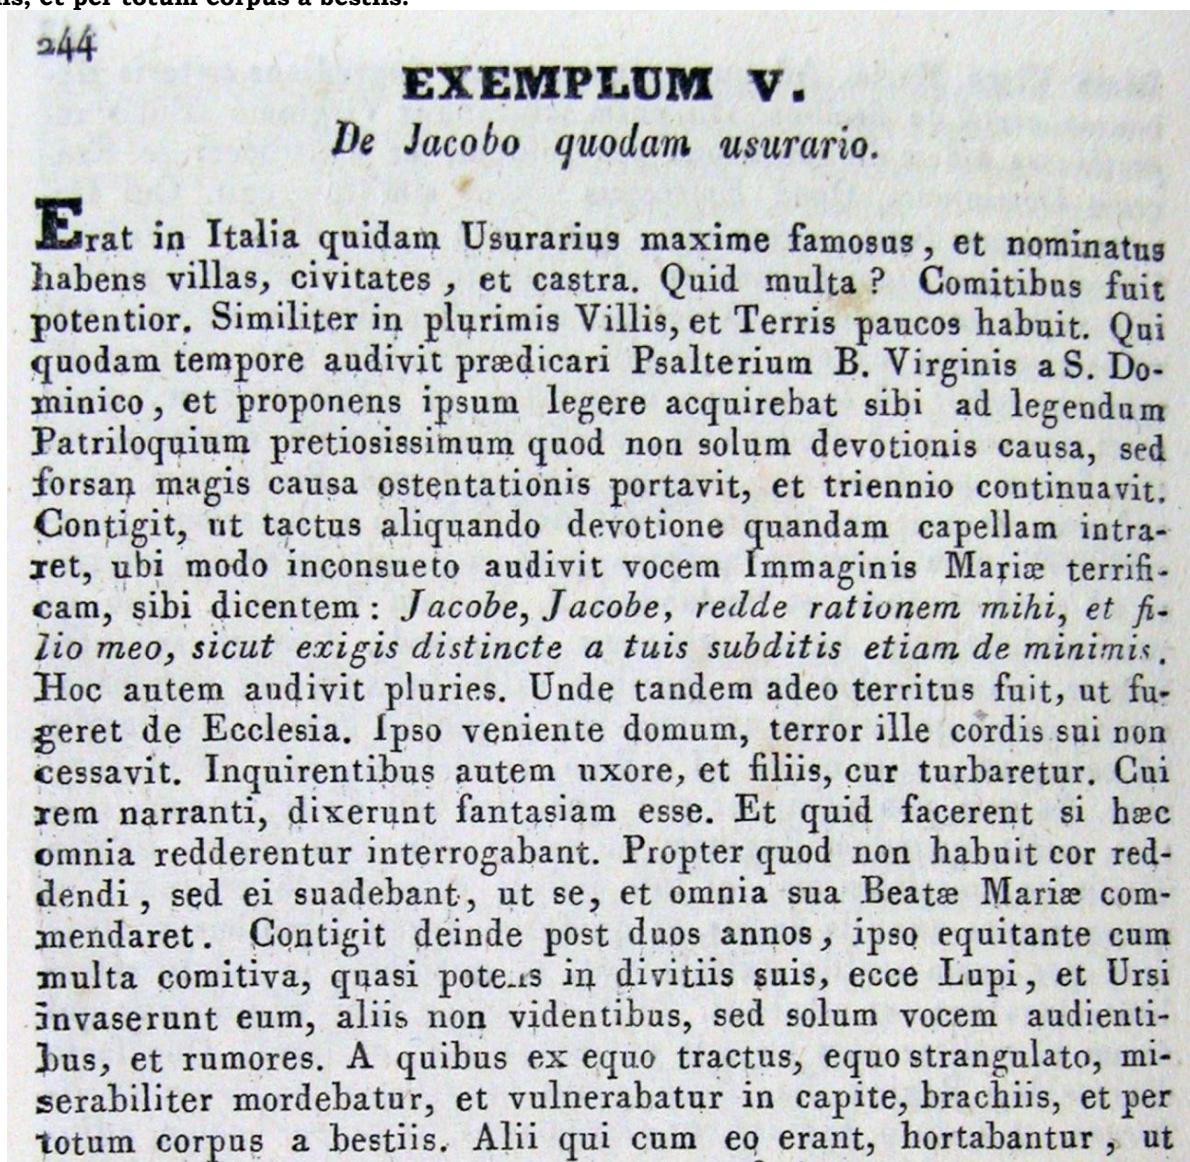 is, et per totum corpus a bestiis.
244
EXEMPLUM V.
De Jacobo quodam usurario.
Erat in Italia quidam Usurarius maxime famosus, et nominatus
habens villas, civitates, et castra. Quid multa? Comitibus fuit
potentior. Similiter in plurimis Villis, et Terris paucos habuit. Qui
quodam tempore audivit prædicari Psalterium B. Virginis a S. Do-
minico, et proponens ipsum legere acquirebat sibi ad legendum
Patriloquium pretiosissimum quod non solum devotionis causa, sed
forsan magis causa ostentationis portavit, et triennio continuavit.
Contigit, ut tactus aliquando devotione quandam capellam intra-
ret, ubi modo inconsueto audivit vocem Immaginis Mariæ terrifi-
cam, sibi dicentem: Jacobe, Jacobe, redde rationem mihi, et fi-
lio meo, sicut exigis distincte a tuis subditis etiam de minimis.
Hoc autem audivit pluries. Unde tandem adeo territus fuit, ut fu-
geret de Ecclesia. Ipso veniente domum, terror ille cordis sui non
cessavit. Inquirentibus autem uxore, et filiis, cur turbaretur. Cui
rem narranti, dixerunt fantasiam esse. Et quid facerent si hæc
omnia redderentur interrogabant. Propter quod non habuit cor red-
dendi, sed ei suadebant, ut se, et omnia sua Beatæ Mariæ com-
mendaret. Contigit deinde post duos annos, ipso equitante cum
multa comitiva, quasi potens in divitiis suis, ecce Lupi, et Ursi
invaserunt eum, aliis non videntibus, sed solum vocem audienti-
bus, et rumores. A quibus ex equo tractus, equo strangulato, mi-
serabiliter mordebatur, et vulnerabatur in capite, brachiis, et per
totum corpus a bestiis. Alii qui cum eo erant, hortabantur, ut